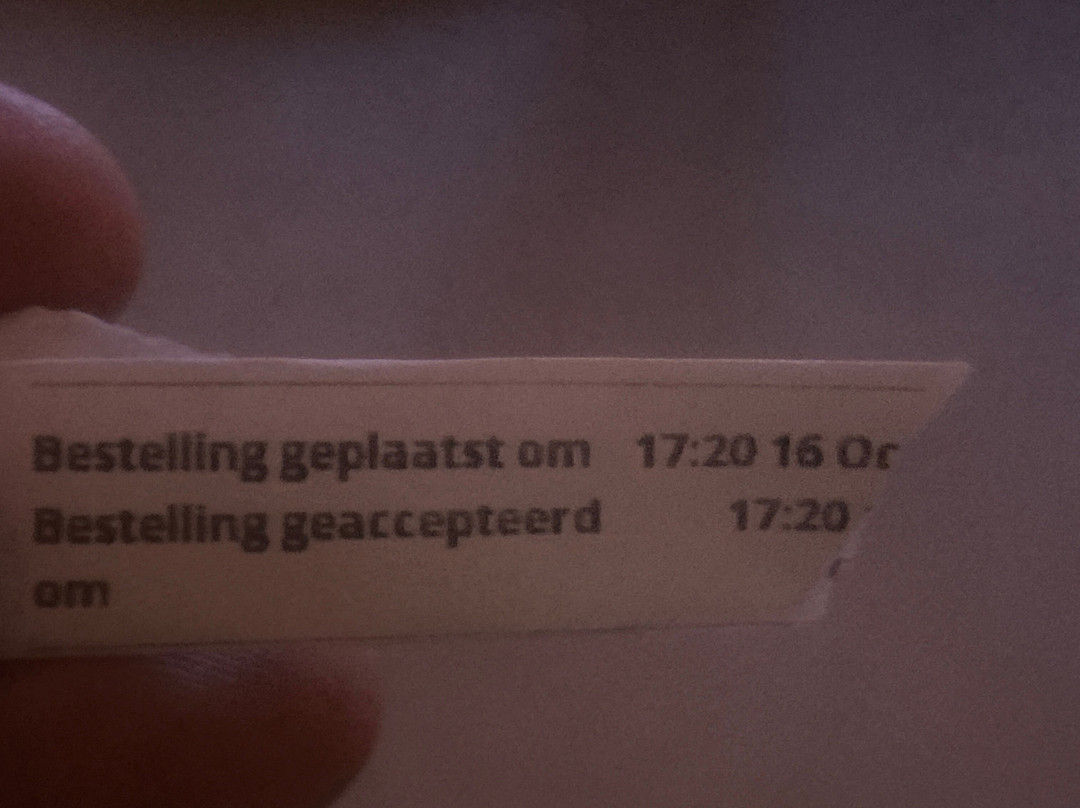 Bestelling geplaatst om 17:20 16
Bestelling geaccepteerd 17:20
om